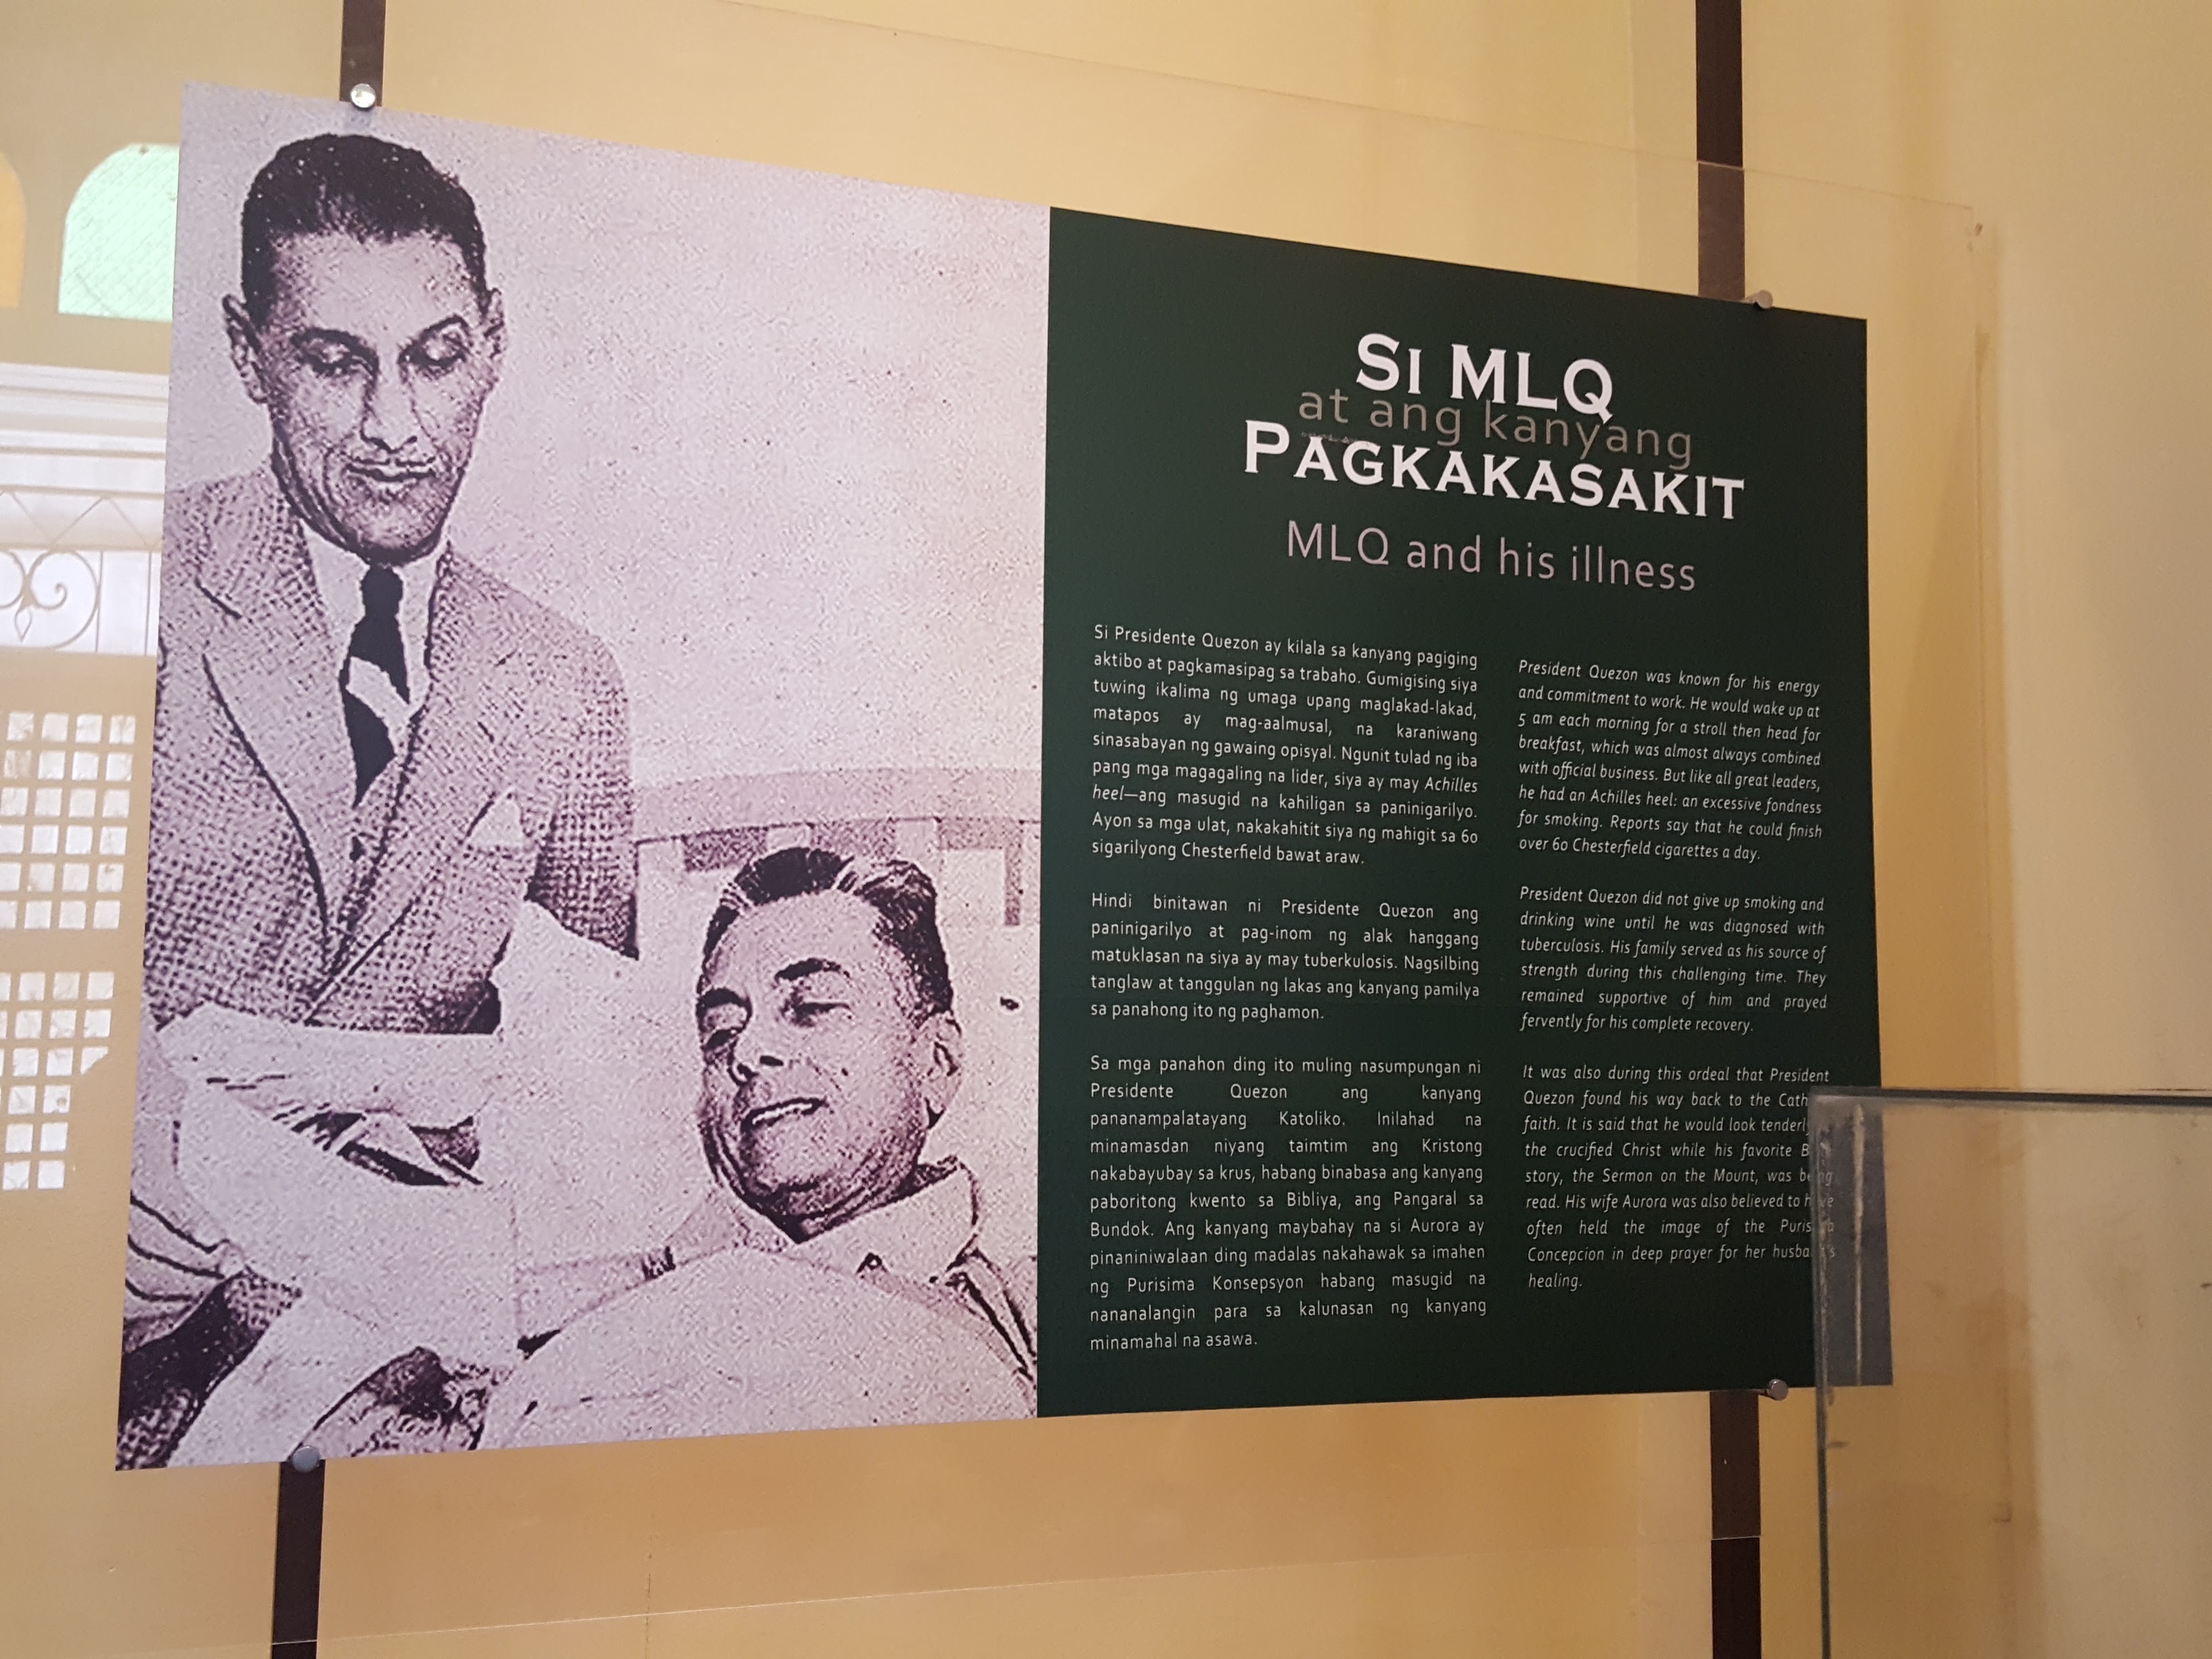 Si MLQ
at ang kanyang
Pagkakasakit
MLQ and his illness
Si Presidente Quezon ay kilala sa kanyang pagiging
aktibo at pagkamasipag sa trabaho. Gumigising siya
tuwing ikalima ng umaga upang maglakad-lakad,
matapos ay mag-aalmusal, na karaniwang
sinasabayan ng gawaing opisyal. Ngunit tulad ng iba
pang mga magagaling na lider, siya ay may Achilles
heel—ang masugid na kahiligan sa paninigarilyo.
Ayon sa mga ulat, nakakahitit siya ng mahigit sa 60
sigarilyong Chesterfield bawat araw.
Hindi binitawan ni Presidente Quezon ang
paninigarilyo at pag-inom ng alak hanggang
matuklasan na siya ay may tuberkulosis. Nagsilbing
tanglaw at tanggulan ng lakas ang kanyang pamilya
sa panahong ito ng paghamon.
Sa mga panahon ding ito muling nasumpungan ni
Presidente Quezon ang kanyang
pananampalatayang Katoliko. Inilahad na
minamasdan niyang taimtim ang Kristong
nakabayubay sa krus, habang binabasa ang kanyang
paboritong kwento sa Bibliya, ang Pangaral sa
Bundok. Ang kanyang maybahay na si Aurora ay
pinaniniwalaan ding madalas nakahawak sa imahen
ng Purisima Konsepsyon habang masugid na
nananalangin para sa kalunasan ng kanyang
minamahal na asawa.
President Quezon was known for his energy
and commitment to work. He would wake up at
5 am each morning for a stroll then head for
breakfast, which was almost always combined
with official business. But like all great leaders,
he had an Achilles heel: an excessive fondness
for smoking. Reports say that he could finish
over 60 Chesterfield cigarettes a day.
President Quezon did not give up smoking and
drinking wine until he was diagnosed with
tuberculosis. His family served as his source of
strength during this challenging time. They
remained supportive of him and prayed
fervently for his complete recovery.
It was also during this ordeal that President
Quezon found his way back to the
faith. It is said that he would look
the crucified Christ while his favorite
story, the Sermon on the Mount, was being
read. His wife Aurora was also believed to have
often held the image of the
Concepcion in deep prayer for her husband's
healing.